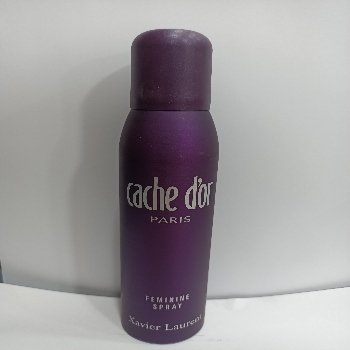 cache d'or
PARIS
FEMININE
SPRAY
Xavier Laurent